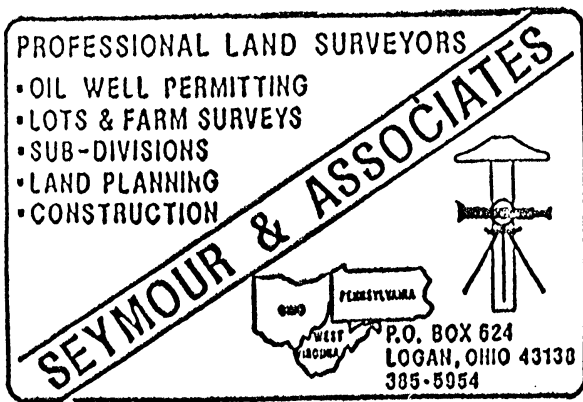 PROFESSIONAL LAND SURVEYORS
▪OIL WELL PERMITTING
▪LOTS & FARM SURVEYS
▪SUB-DIVISIONS
▪LAND PLANNING
▪CONSTRUCTION
SEYMOUR & ASSOCIATES
OHIO
PENNSYLVANIA
WEST
VIRGINIA
P.O. BOX 624
LOGAN, OHIO 43138
385-5954